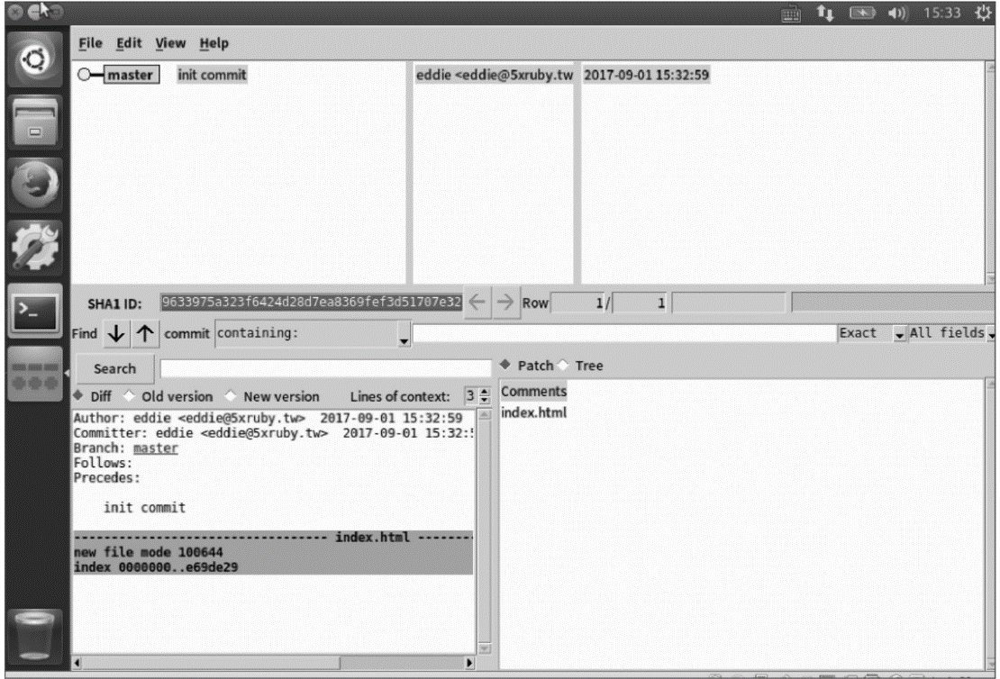 15:33
File Edit View Help
master init commit eddie <eddie@5xruby.tw 2017-09-01 15:32:59
SHA1 ID: 9633975a323f6424d28d7ea8369fef3d51707e32 Row 1/ 1
Find commit containing: Exact All fields
Search Patch Tree
Diff Old version New version Lines of context: 3
Comments
index.html
Author: eddie <eddie@5xruby.tw> 2017-09-01 15:32:59
Committer: eddie <eddie@5xruby.tw> 2017-09-01 15:32:5
Branch: master
Follows:
Precedes:
init commit
---------------------------------- index.html -------
new file mode 100644
index 0000000..e69de29